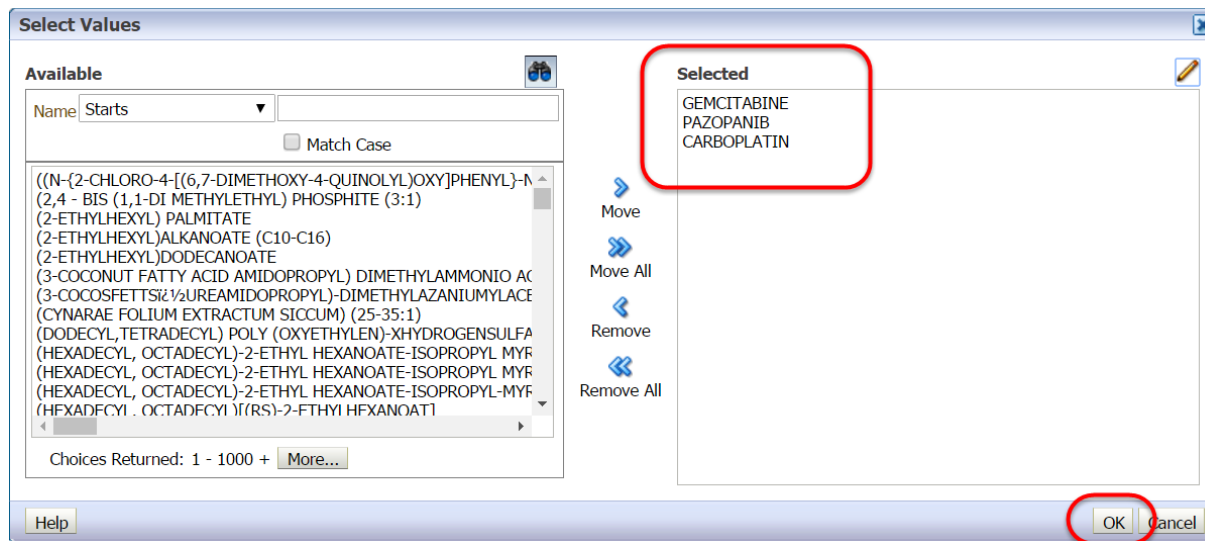 Select Values
Available
Name Starts
Match Case
((N-{2-CHLORO-4-[(6,7-DIMETHOXY-4-QUINOLYL)OXY]PHENYL}-N
(2,4 - BIS (1,1-DI METHYLETHYL) PHOSPHITE (3:1)
(2-ETHYLHEXYL) PALMITATE
(2-ETHYLHEXYL)ALKANOATE (C10-C16)
(2-ETHYLHEXYL)DODECANOATE
(3-COCONUT FATTY ACID AMIDOPROPYL) DIMETHYLAMMONIO AC
(3-COCOSFETTSï¿½UREAMIDOPROPYL)-DIMETHYLAZANIUMYLACE
(CYNARAE FOLIUM EXTRACTUM SICCUM) (25-35:1)
(DODECYL,TETRADECYL) POLY (OXYETHYLEN)-XHYDROGENSULFA
(HEXADECYL, OCTADECYL)-2-ETHYL HEXANOATE-ISOPROPYL MYR
(HEXADECYL, OCTADECYL)-2-ETHYL HEXANOATE-ISOPROPYL MYR
(HEXADECYL, OCTADECYL)-2-ETHYL HEXANOATE-ISOPROPYL-MYR
(HEXADECYL, OCTADECYL)[(RS)-2-ETHYLHEXANOAT]
Choices Returned: 1 - 1000 + More...
Move
Move All
Remove
Remove All
Selected
GEMCITABINE
PAZOPANIB
CARBOPLATIN
Help
OK Cancel